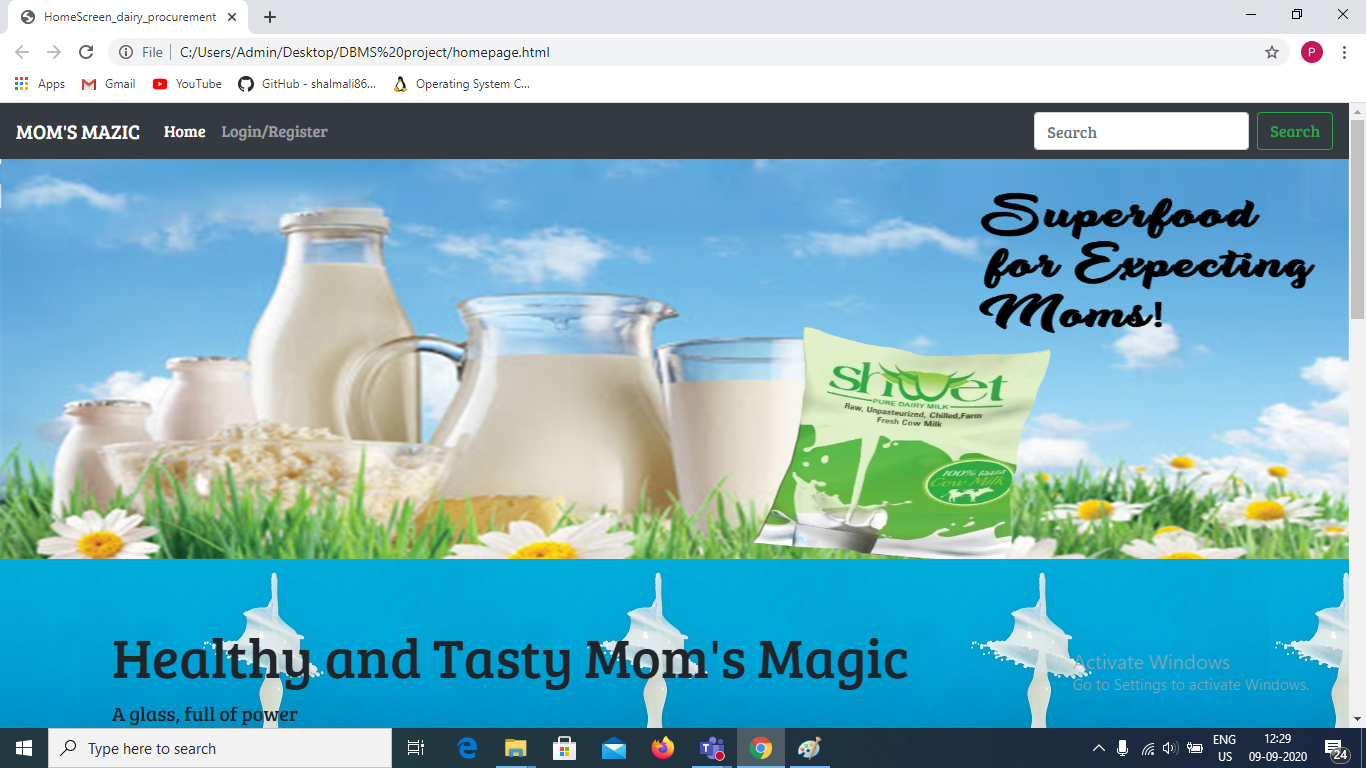 HomeScreen_dairy_procurement
File
C:/Users/Admin/Desktop/DBMS%20project/homepage.html
P
Apps
Gmail
YouTube
GitHub - shalmali86...
Operating System C...
MOM'S MAZIC
Home
Login/Register
Search
Search
Superfood
for Expecting
Moms!
shwet
PURE DAIRY MILK
Raw, Unpasteurized, Chilled,Farm
Fresh Cow Milk
100%
Cow Milk
Healthy and Tasty Mom's Magic
A glass, full of power
Activate Windows
Go to Settings to activate Windows.
Type here to search
ENG
US
12:29
09-09-2020
24